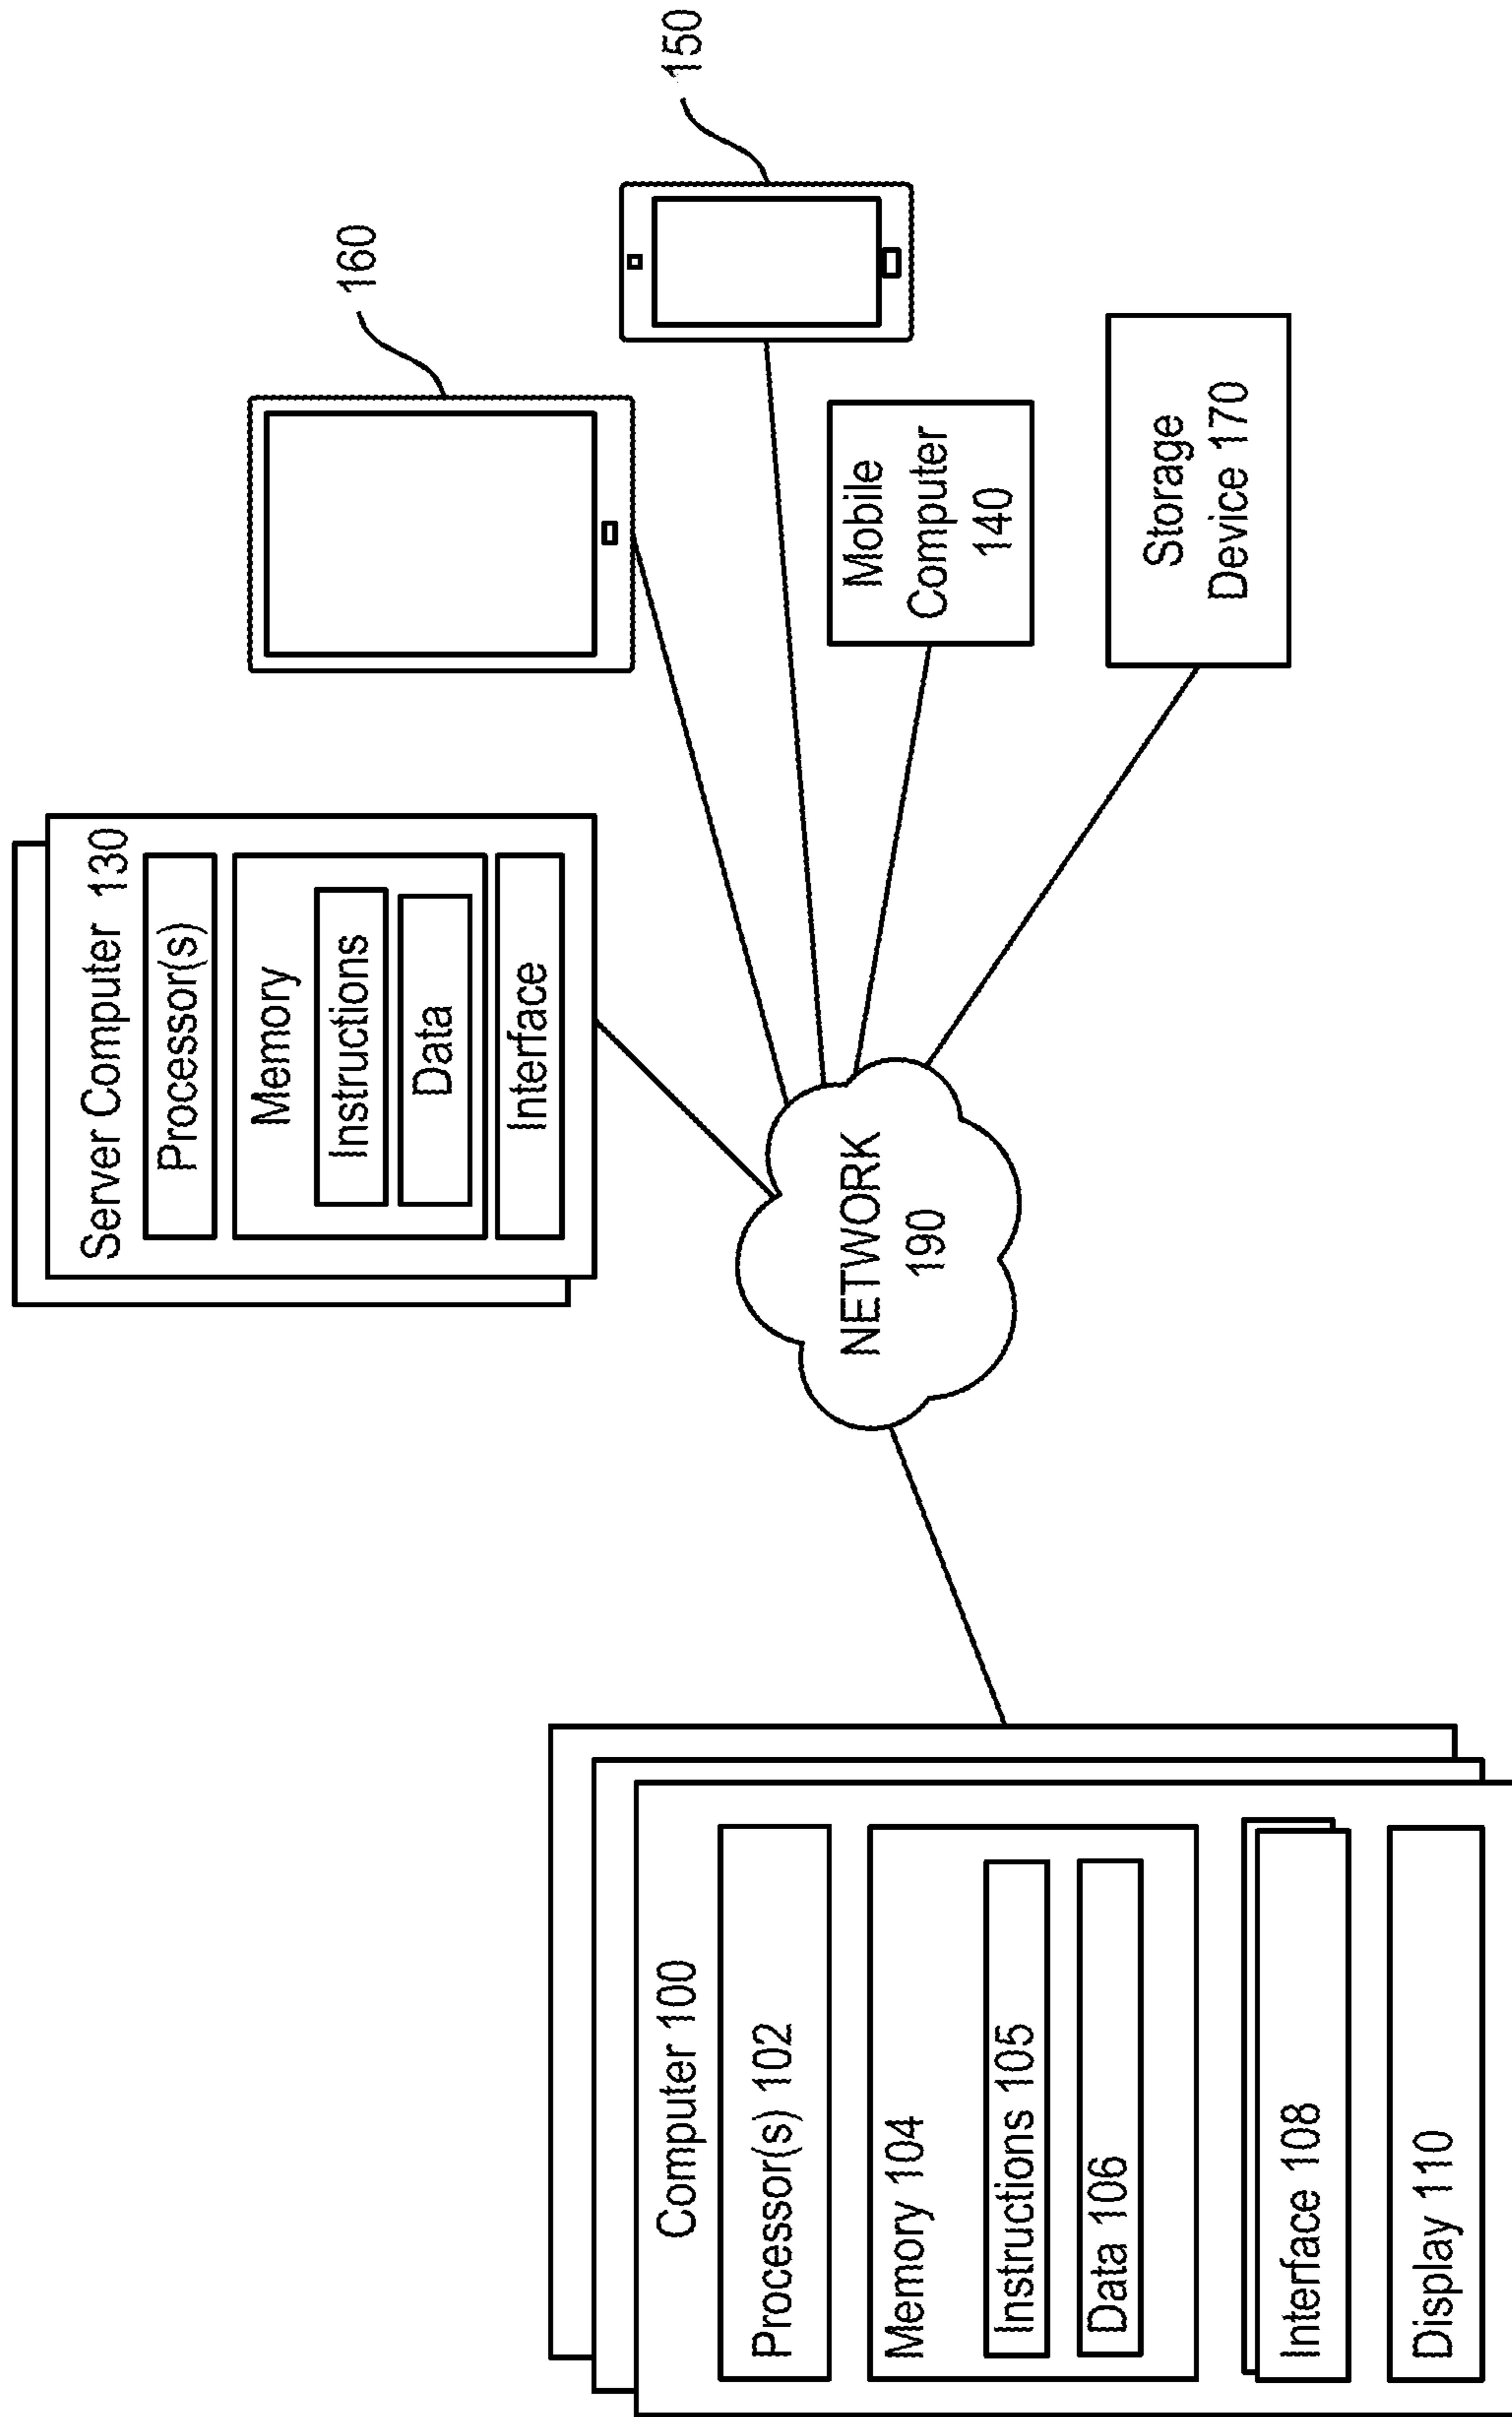 Computer 100
Processor(s) 102
Memory 104
Instructions 105
Data 106
Interface 108
Display 110
Server Computer 130
Processor(s)
Memory
Instructions
Data
Interface
NETWORK
190
160
150
Mobile
Computer
140
Storage
Device 170